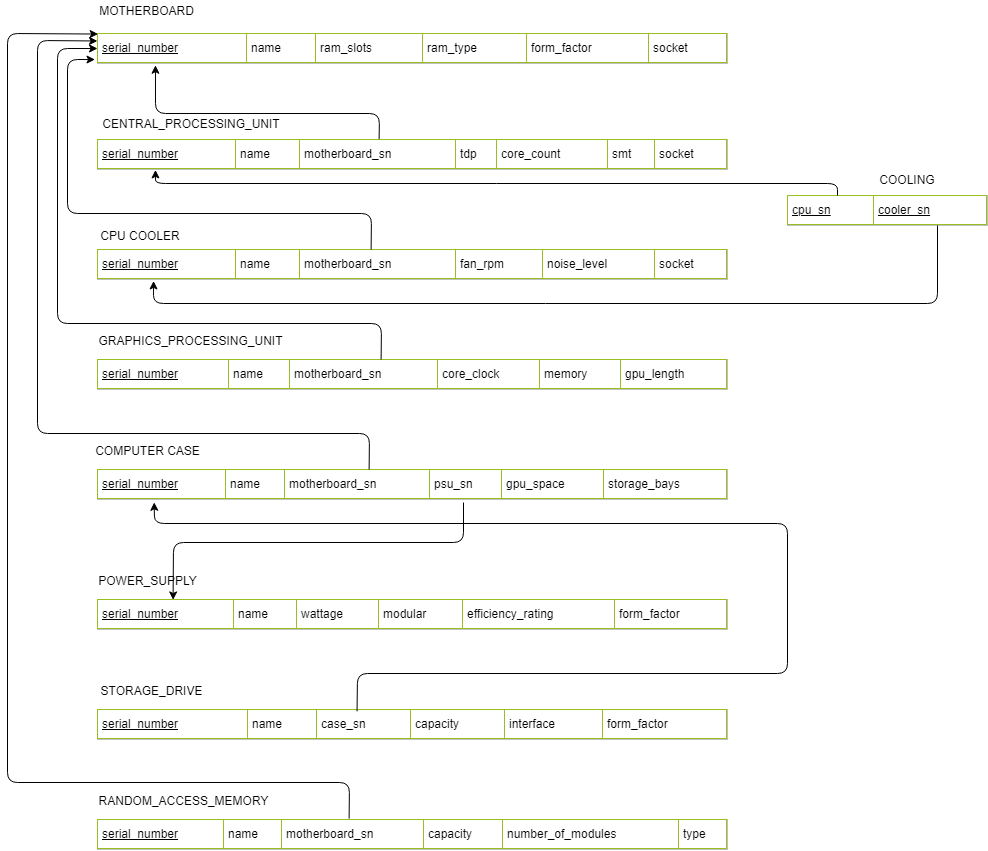 MOTHERBOARD
serial_number name ram_slots ram_type form_factor socket
CENTRAL_PROCESSING_UNIT
serial_number name motherboard_sn tdp core_count smt socket
COOLING
cpu_sn cooler_sn
CPU COOLER
serial_number name motherboard_sn fan_rpm noise_level socket
GRAPHICS_PROCESSING_UNIT
serial_number name motherboard_sn core_clock memory gpu_length
COMPUTER CASE
serial_number name motherboard_sn psu_sn gpu_space storage_bays
POWER_SUPPLY
serial_number name wattage modular efficiency_rating form_factor
STORAGE_DRIVE
serial_number name case_sn capacity interface form_factor
RANDOM_ACCESS_MEMORY
serial_number name motherboard_sn capacity number_of_modules type